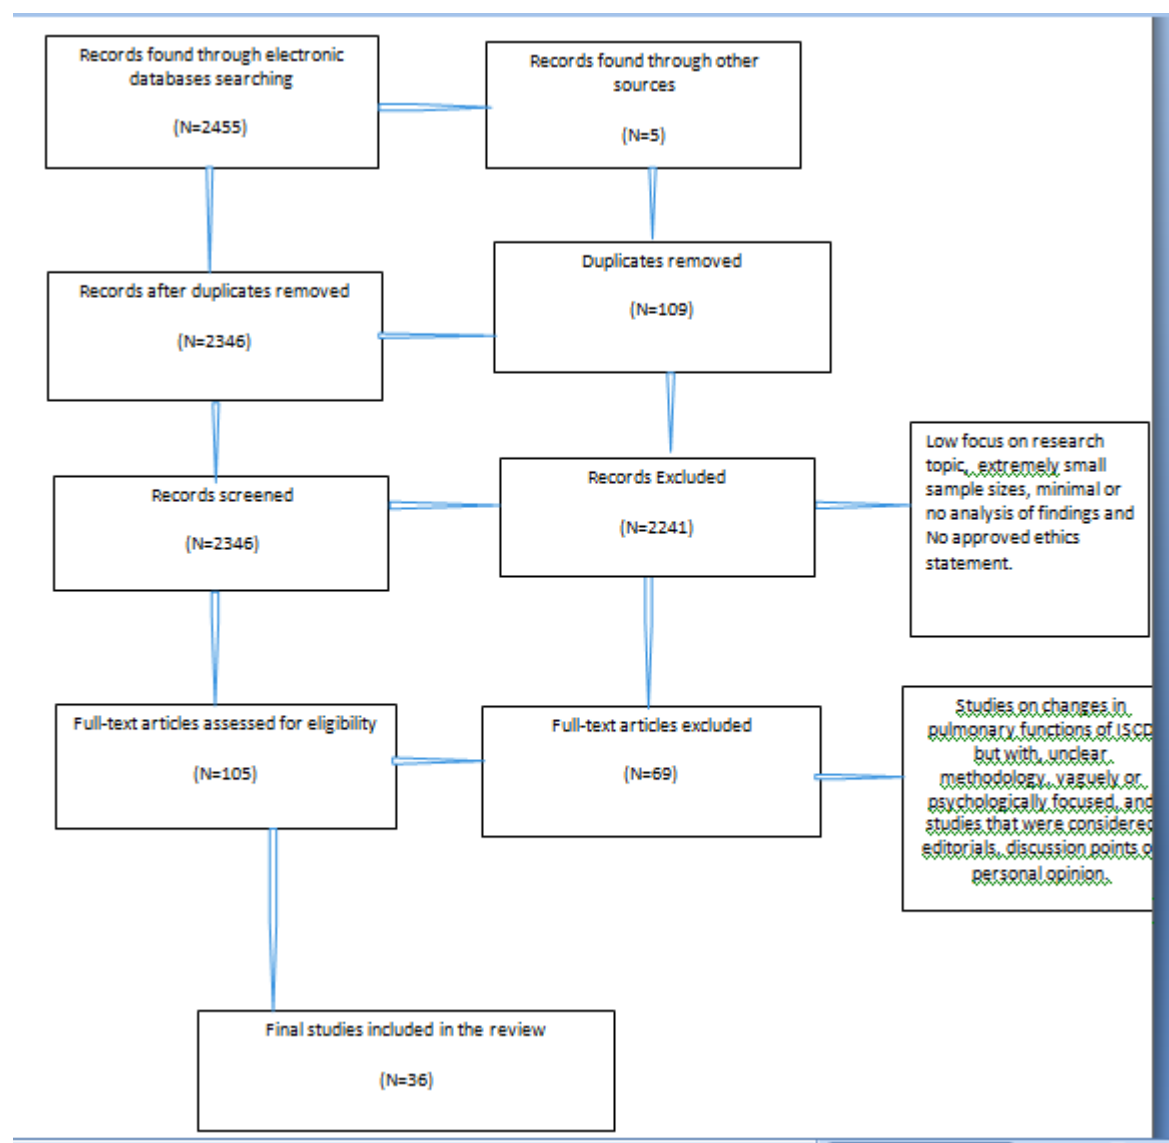 Records found through electronic
databases searching
(N=2455)
Records found through other
sources
(N=5)
Duplicates removed
(N=109)
Records after duplicates removed
(N=2346)
Records screened
(N=2346)
Records Excluded
(N=2241)
Low focus on research
topic, extremely small
sample sizes, minimal or
no analysis of findings and
No approved ethics
statement.
Full-text articles assessed for eligibility
(N=105)
Full-text articles excluded
(N=69)
Studies on changes in
pulmonary functions of ISCD
but with, unclear
methodology, vaguely or
psychologically focused, and
studies that were considered
editorials, discussion points o
personal opinion.
Final studies included in the review
(N=36)